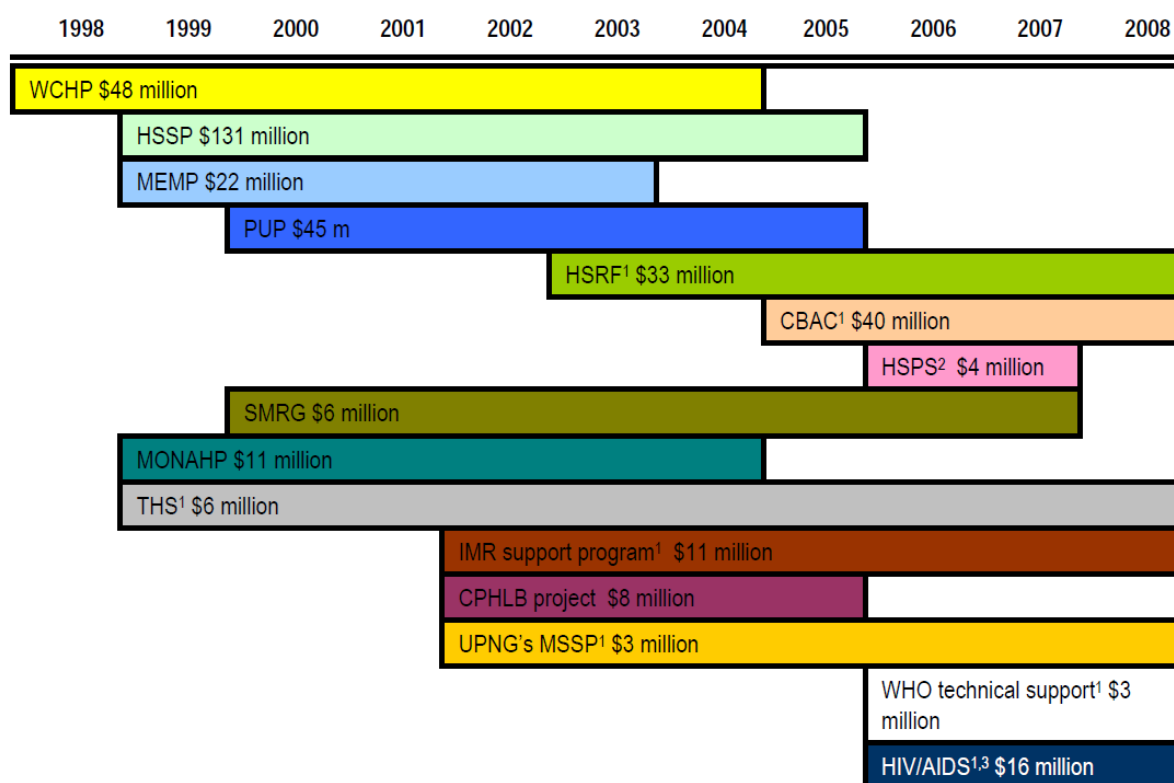 1998 1999 2000 2001 2002 2003 2004 2005 2006 2007 2008
WCHP $48 million
HSSP $131 million
MEMP $22 million
PUP $45 m
HSRF¹ $33 million
CBAC¹ $40 million
HSPS² $4 million
SMRG $6 million
MONAHP $11 million
THS¹ $6 million
IMR support program¹ $11 million
CPHLB project $8 million
UPNG's MSSP¹ $3 million
WHO technical support¹ $3
million
HIV/AIDS¹,³ $16 million